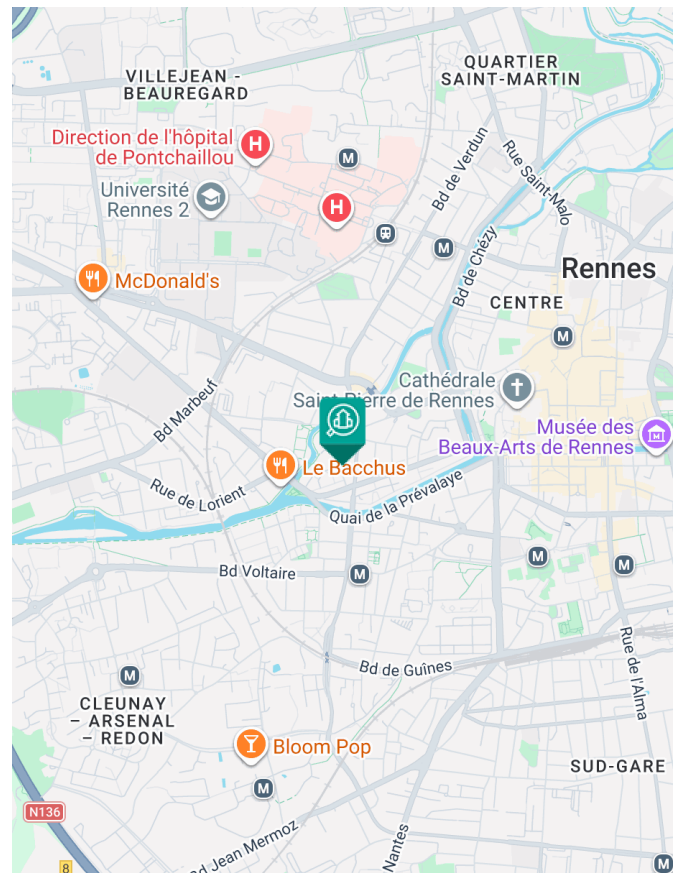 VILLEJEAN -
BEAUREGARD
QUARTIER
SAINT-MARTIN
Direction de l'hôpital
de Pontchaillou
H
M
Bd de Verdun
Rue Saint-Malo
Université
Rennes 2
H
M
Bd de Chézy
Rennes
McDonald's
CENTRE
M
Cathédrale
Saint-Pierre de Rennes
Bd Marbeuf
Musée des
Beaux-Arts de Rennes
Le Bacchus
Rue de Lorient
Quai de la Prévalaye
M
M
Bd Voltaire
M
Bd de Guînes
Rue de l'Alma
M
CLEUNAY
– ARSENAL
– REDON
Bloom Pop
SUD-GARE
M
N136
Bd Jean Mermoz
Nantes
M
8